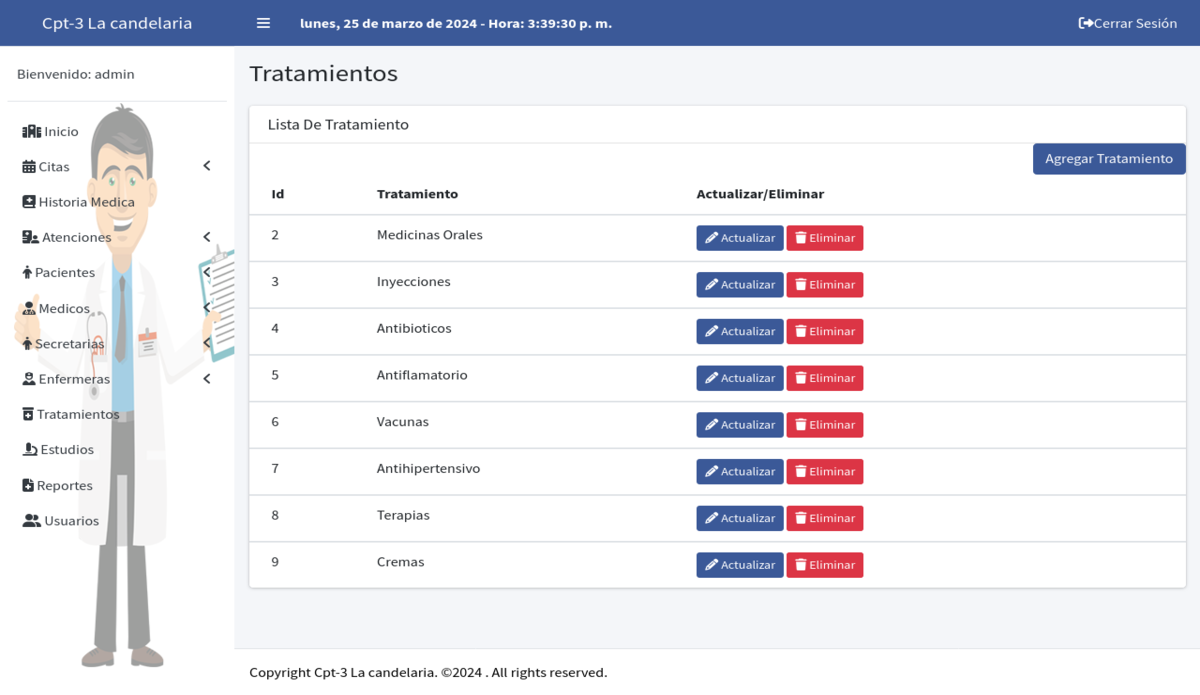 Cpt-3 La candelaria
lunes, 25 de marzo de 2024 - Hora: 3:39:30 p. m.
Cerrar Sesión
Bienvenido: admin
Inicio
Citas
Historia Medica
Atenciones
Pacientes
Medicos
Secretarias
Enfermeras
Tratamientos
Estudios
Reportes
Usuarios
Tratamientos
Lista De Tratamiento
Agregar Tratamiento
Id Tratamiento Actualizar/Eliminar
2 Medicinas Orales Actualizar Eliminar
3 Inyecciones Actualizar Eliminar
4 Antibioticos Actualizar Eliminar
5 Antiflamatorio Actualizar Eliminar
6 Vacunas Actualizar Eliminar
7 Antihipertensivo Actualizar Eliminar
8 Terapias Actualizar Eliminar
9 Cremas Actualizar Eliminar
Copyright Cpt-3 La candelaria. ©2024 . All rights reserved.